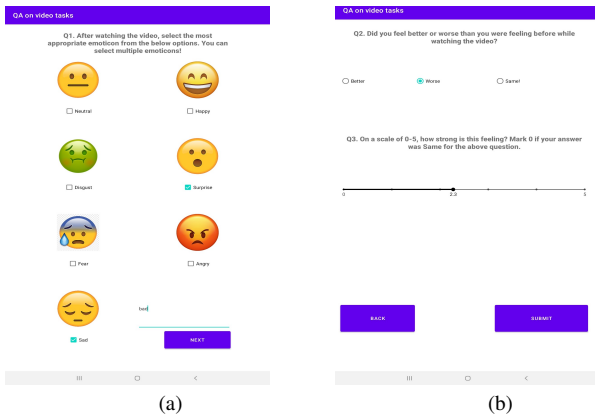 QA on video tasks
Q1. After watching the video, select the most
appropriate emoticon from the below options. You can
select multiple emoticons!
Neutral
Happy
Disgust
Surprise
Fear
Angry
Sad
bad
NEXT
(a)
QA on video tasks
Q2. Did you feel better or worse than you were feeling before while
watching the video?
Better
Worse
Same!
Q3. On a scale of 0-5, how strong is this feeling? Mark 0 if your answer
was Same for the above question.
0
2.3
5
BACK
SUBMIT
(b)